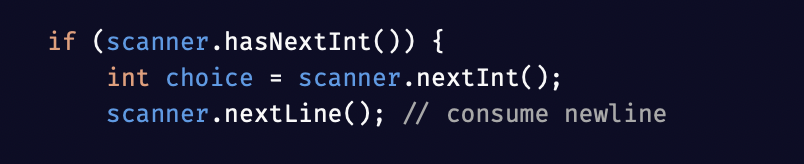 if (scanner.hasNextInt()) {
    int choice = scanner.nextInt();
    scanner.nextLine(); // consume newline